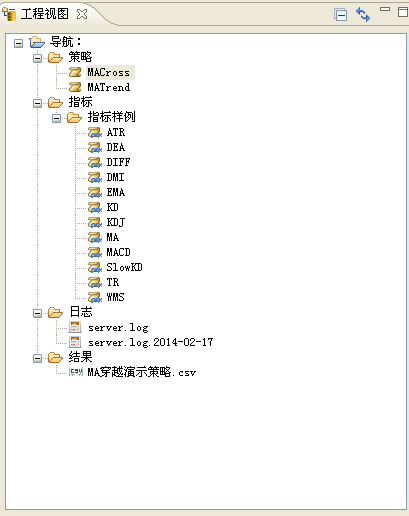 工程视图
导航：
策略
MACross
MATrend
指标
指标样例
ATR
DEA
DIFF
DMI
EMA
KD
KDJ
MA
MACD
SlowKD
TR
WMS
日志
server.log
server.log.2014-02-17
结果
CSV MA穿越演示策略.csv